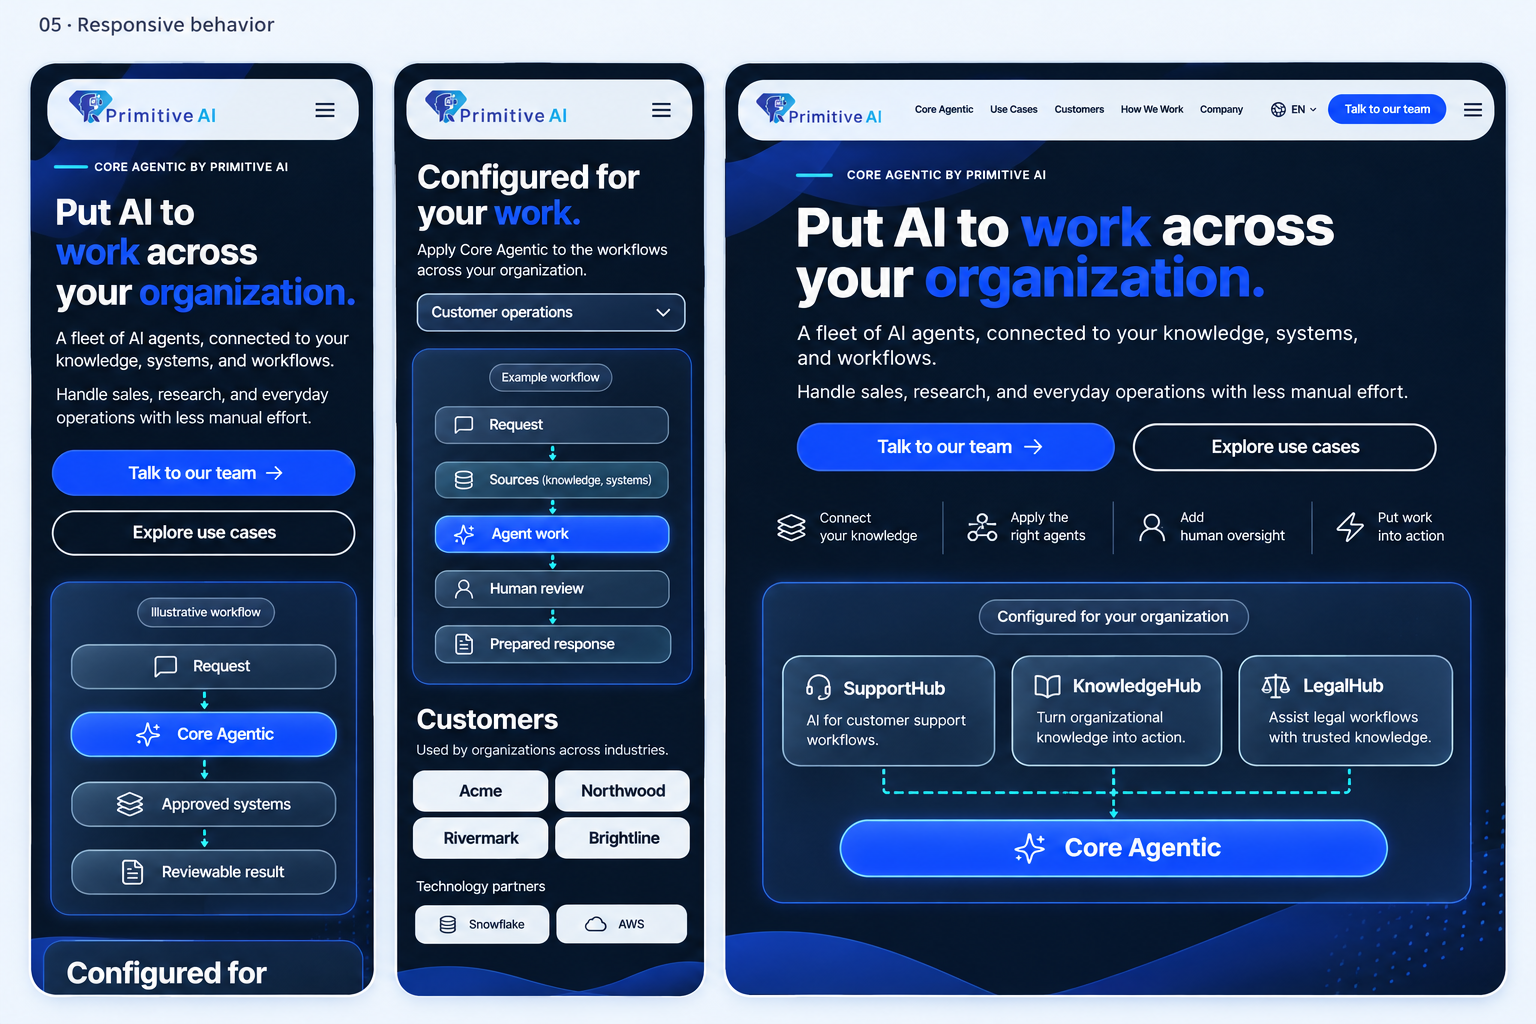 05 · Responsive behavior
Primitive AI
CORE AGENTIC BY PRIMITIVE AI
Put AI to
work across
your organization.
A fleet of AI agents, connected to your
knowledge, systems, and workflows.
Handle sales, research, and everyday
operations with less manual effort.
Talk to our team
Explore use cases
Illustrative workflow
Request
Core Agentic
Approved systems
Reviewable result
Configured for
Primitive AI
Configured for
your work.
Apply Core Agentic to the workflows
across your organization.
Customer operations
Example workflow
Request
Sources (knowledge, systems)
Agent work
Human review
Prepared response
Customers
Used by organizations across industries.
Acme
Northwood
Rivermark
Brightline
Technology partners
Snowflake
AWS
Primitive AI
Core Agentic
Use Cases
Customers
How We Work
Company
EN
Talk to our team
CORE AGENTIC BY PRIMITIVE AI
Put AI to work across
your organization.
A fleet of AI agents, connected to your knowledge, systems,
and workflows.
Handle sales, research, and everyday operations with less manual effort.
Talk to our team
Explore use cases
Connect
your knowledge
Apply the
right agents
Add
human oversight
Put work
into action
Configured for your organization
SupportHub
AI for customer support
workflows.
KnowledgeHub
Turn organizational
knowledge into action.
LegalHub
Assist legal workflows
with trusted knowledge.
Core Agentic